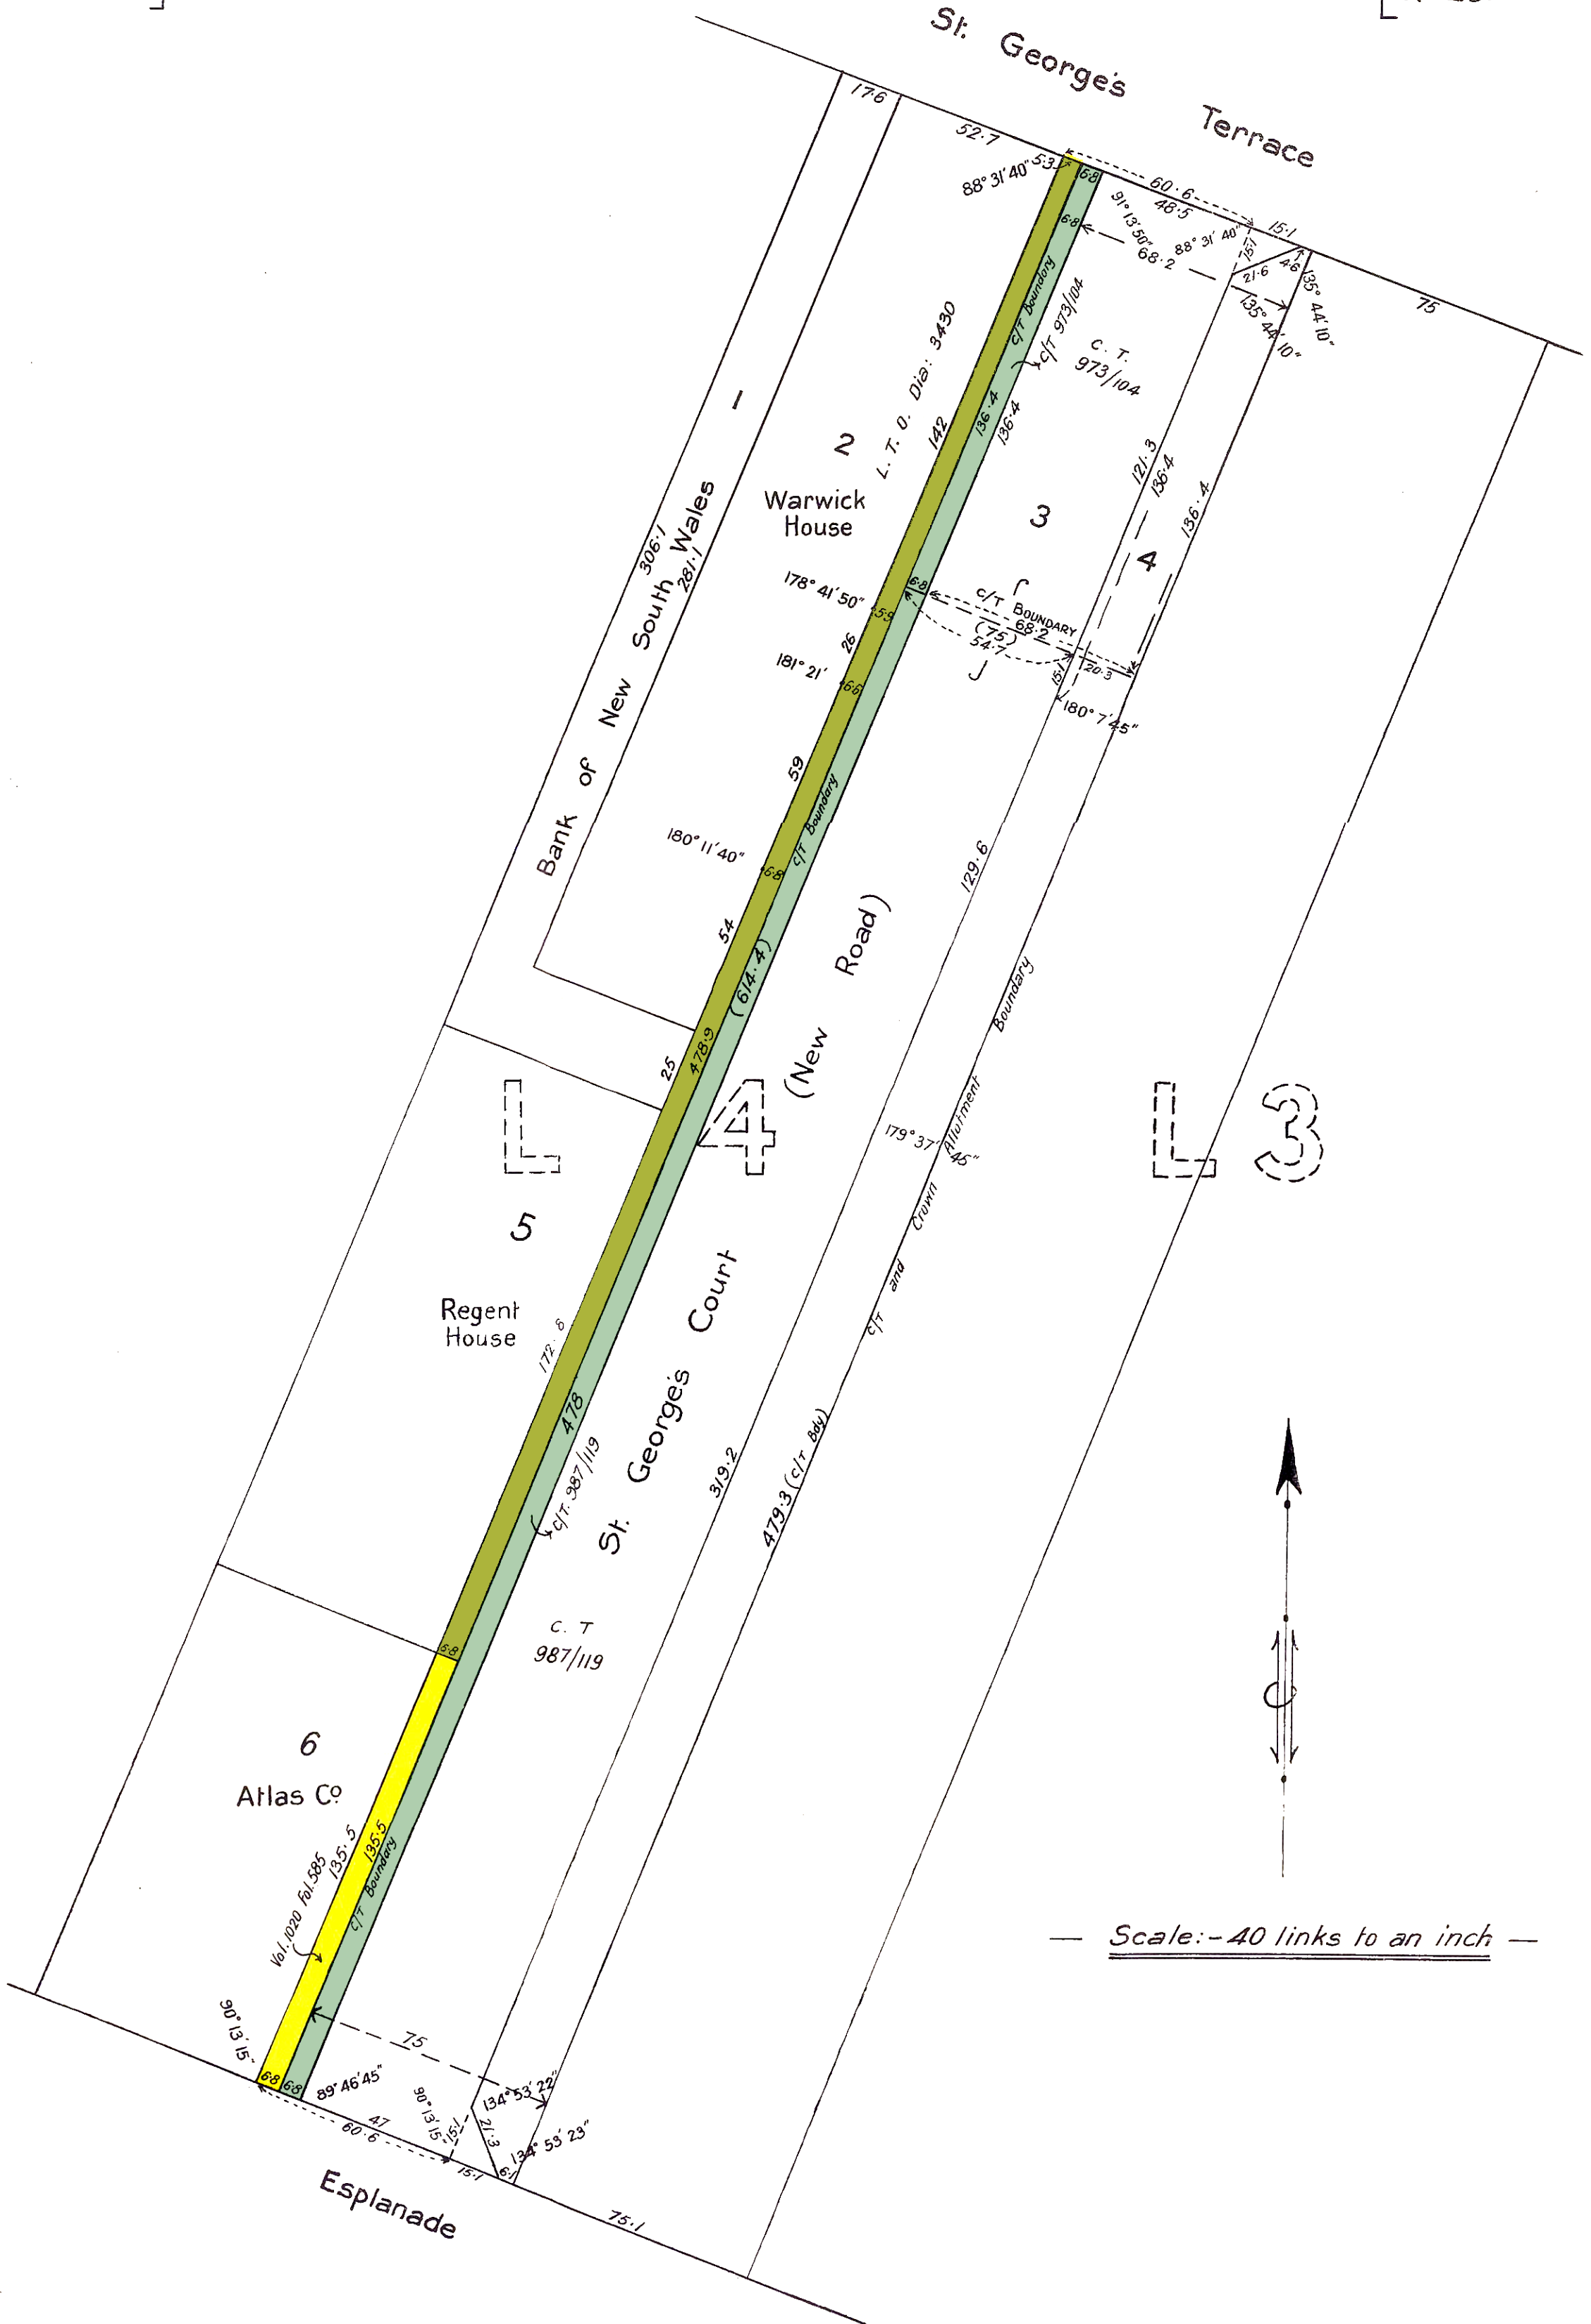 St. George's Terrace
17·6
52·7
88° 31' 40"
5·3
6·8
60·6
48·5
15·1
91° 13' 50"
88° 31' 40"
15·1
6·8
68·2
21·6
4·6
135° 44' 10"
135° 44' 10"
75
C/T Boundary
C/T 973/104
C. T.
973/104
L. T. O. Dia: 3430
142
136·4
136·4
121·3
136·4
136·4
1
2
Warwick
House
3
4
Bank of New South Wales
306·1
281·1
178° 41' 50"
5·9
6·8
C/T Boundary
68·2
(75)
54·7
15·1
20·3
180° 7' 45"
26
181° 21'
6·6
59
C/T Boundary
180° 11' 40"
6·8
54
(614·4)
478·9
25
129·6
St. George's Court (New Road)
C/T and Crown Allotment Boundary
179° 37' 45"
L 4
L 3
5
Regent
House
172·8
478
C/T. 987/119
319·2
479·3 (C/T Bdy)
C. T
987/119
6·8
6
Atlas Co
135·5
135·5
Vol. 1020 Fol. 585
C/T Boundary
Scale:- 40 links to an inch
90° 13' 15"
75
6·8
6·8
89° 46' 45"
90° 13' 15"
15·1
134° 53' 22"
21·3
134° 53' 23"
47
60·6
15·1
6·1
75·1
Esplanade